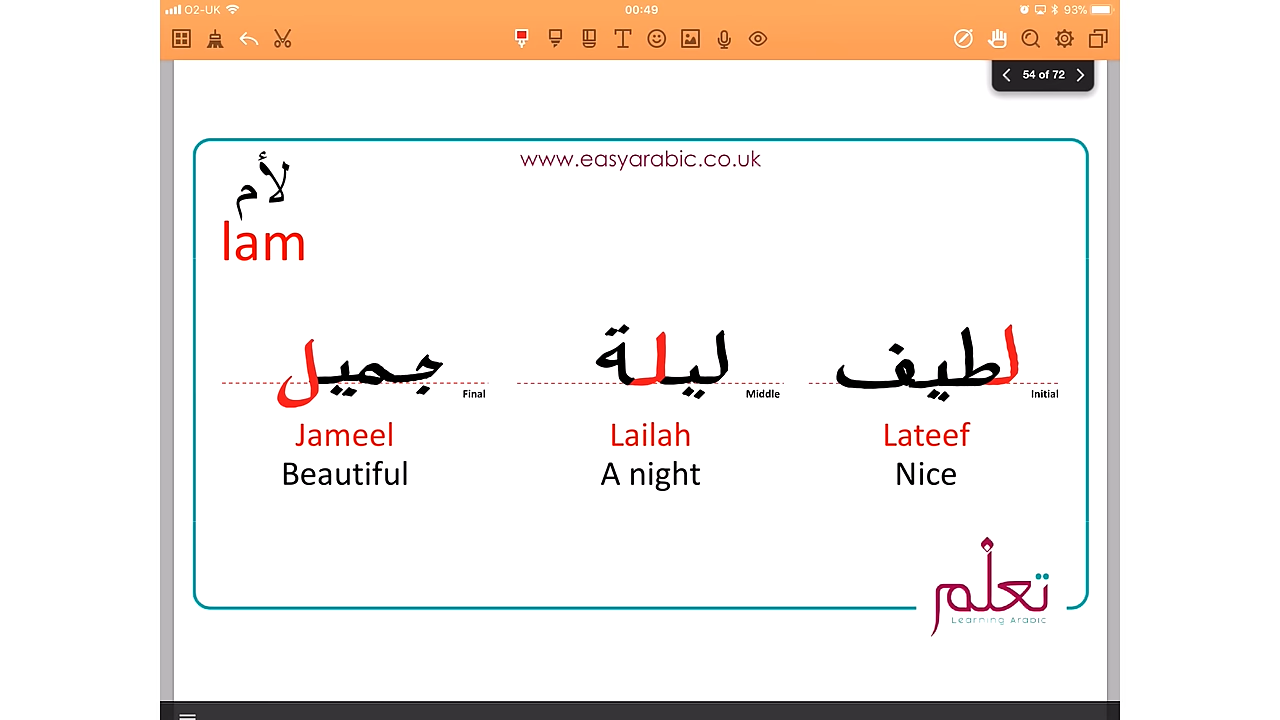 O2-UK
00:49
93%
54 of 72
www.easyarabic.co.uk
لأم
lam
لطيف
Initial
Lateef
Nice
ليلة
Middle
Lailah
A night
جميل
Final
Jameel
Beautiful
تعلم
Learning Arabic